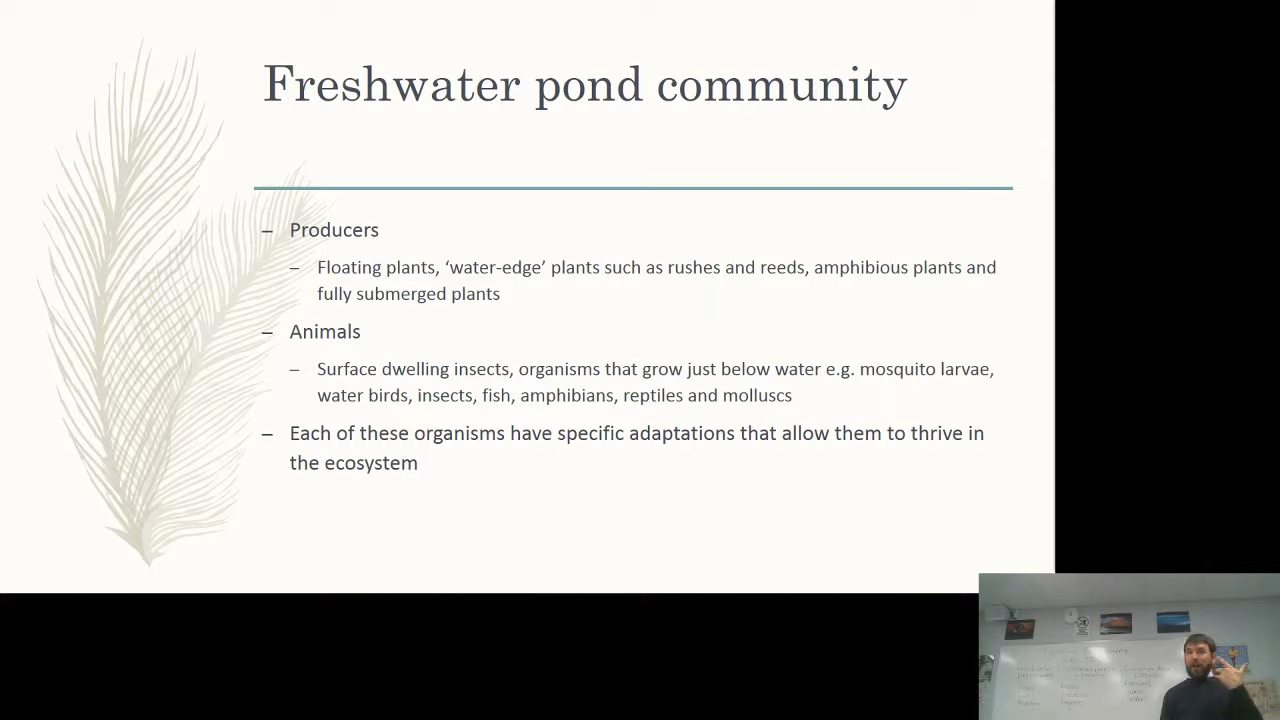 Freshwater pond community
– Producers
– Floating plants, ‘water-edge’ plants such as rushes and reeds, amphibious plants and
fully submerged plants
– Animals
– Surface dwelling insects, organisms that grow just below water e.g. mosquito larvae,
water birds, insects, fish, amphibians, reptiles and molluscs
– Each of these organisms have specific adaptations that allow them to thrive in
the ecosystem